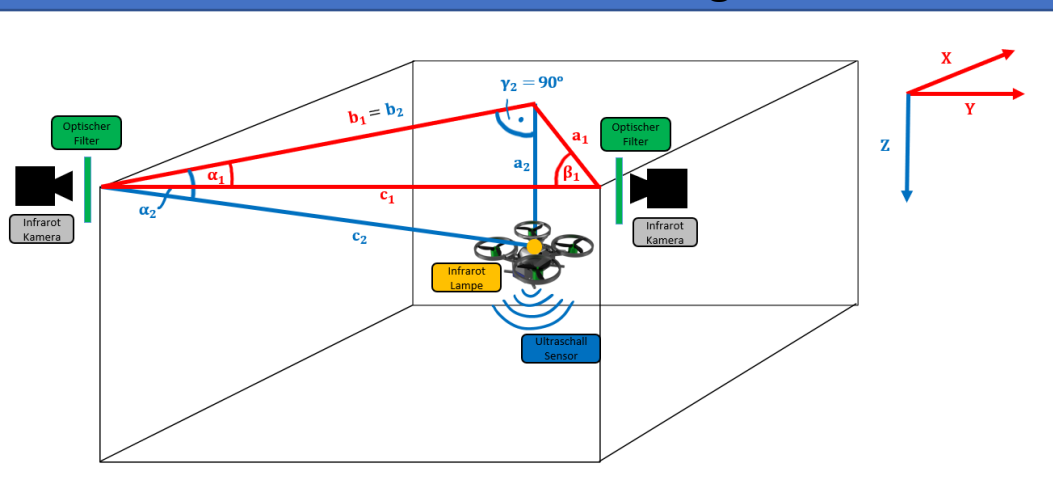 γ₂ = 90°
X
b₁ = b₂
Optischer
Filter
Optischer
Filter
a₁
Y
a₂
Z
α₁
β₁
c₁
α₂
Infrarot
Kamera
Infrarot
Kamera
c₂
Infrarot
Lampe
Ultraschall
Sensor